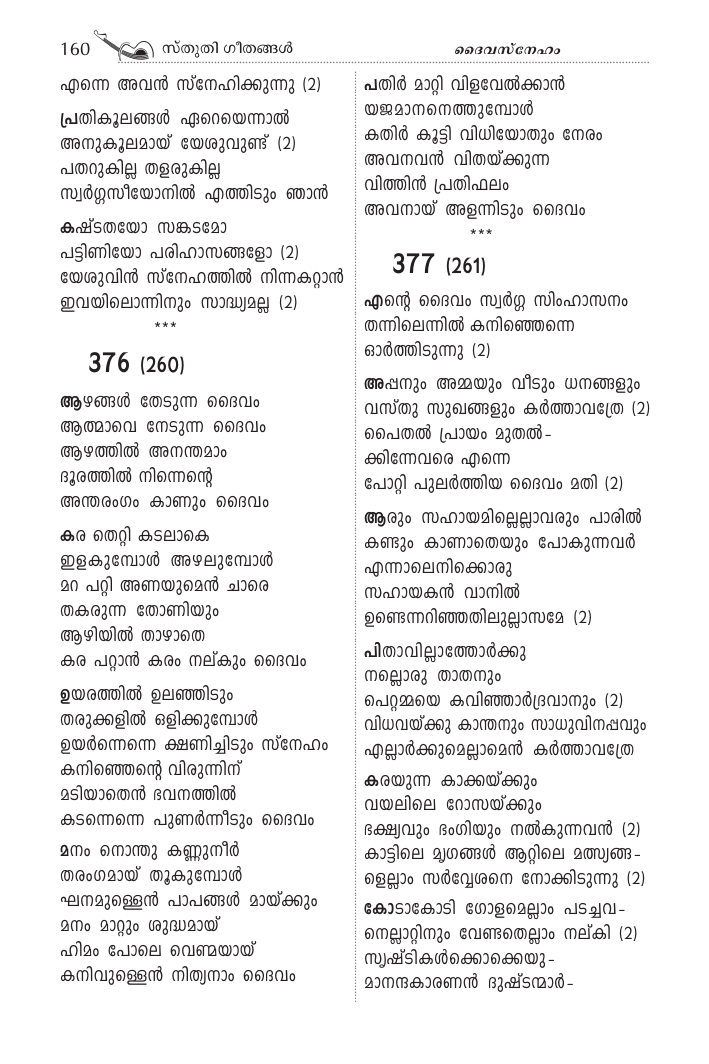 160 സ്തുതി ഗീതങ്ങൾ ദൈവസ്നേഹം
എന്നെ അവൻ സ്നേഹിക്കുന്നു (2)
പ്രതികൂലങ്ങൾ ഏറെയെന്നാൽ
അനുകൂലമായ് യേശുവുണ്ട് (2)
പതറുകില്ല തളരുകില്ല
സ്വർഗ്ഗസീയോനിൽ എത്തിടും ഞാൻ
കഷ്ടതയോ സങ്കടമോ
പട്ടിണിയോ പരിഹാസങ്ങളോ (2)
യേശുവിൻ സ്നേഹത്തിൽ നിന്നകറ്റാൻ
ഇവയിലൊന്നിനും സാദ്ധ്യമല്ല (2)
***
376 (260)
ആഴങ്ങൾ തേടുന്ന ദൈവം
ആത്മാവെ നേടുന്ന ദൈവം
ആഴത്തിൽ അനന്തമാം
ദൂരത്തിൽ നിന്നെന്റെ
അന്തരംഗം കാണും ദൈവം
കര തെറ്റി കടലാകെ
ഇളകുമ്പോൾ അഴലുമ്പോൾ
മറ പറ്റി അണയുമെൻ ചാരെ
തകരുന്ന തോണിയും
ആഴിയിൽ താഴാതെ
കര പറ്റാൻ കരം നല്കും ദൈവം
ഉയരത്തിൽ ഉലഞ്ഞിടും
തരുക്കളിൽ ഒളിക്കുമ്പോൾ
ഉയർന്നെന്നെ ക്ഷണിച്ചിടും സ്നേഹം
കനിഞ്ഞെന്റെ വിരുന്നിന്
മടിയാതെൻ ഭവനത്തിൽ
കടന്നെന്നെ പുണർന്നീടും ദൈവം
മനം നൊന്തു കണ്ണുനീർ
തരംഗമായ് തൂകുമ്പോൾ
ഘനമുള്ളെൻ പാപങ്ങൾ മായ്ക്കും
മനം മാറ്റും ശുദ്ധമായ്
ഹിമം പോലെ വെണ്മയായ്
കനിവുള്ളെൻ നിത്യനാം ദൈവം
പതിർ മാറ്റി വിളവേൽക്കാൻ
യജമാനനെത്തുമ്പോൾ
കതിർ കൂട്ടി വിധിയോതും നേരം
അവനവൻ വിതയ്ക്കുന്ന
വിത്തിൻ പ്രതിഫലം
അവനായ് അളന്നിടും ദൈവം
***
377 (261)
എന്റെ ദൈവം സ്വർഗ്ഗ സിംഹാസനം
തന്നിലെന്നിൽ കനിഞ്ഞെന്നെ
ഓർത്തിടുന്നു (2)
അപ്പനും അമ്മയും വീടും ധനങ്ങളും
വസ്തു സുഖങ്ങളും കർത്താവത്രേ (2)
പൈതൽ പ്രായം മുതൽ-
ക്കിന്നേവരെ എന്നെ
പോറ്റി പുലർത്തിയ ദൈവം മതി (2)
ആരും സഹായമില്ലെല്ലാവരും പാരിൽ
കണ്ടും കാണാതെയും പോകുന്നവർ
എന്നാലെനിക്കൊരു
സഹായകൻ വാനിൽ
ഉണ്ടെന്നറിഞ്ഞതിലുല്ലാസമേ (2)
പിതാവില്ലാത്തോർക്കു
നല്ലൊരു താതനും
പെറ്റമ്മയെ കവിഞ്ഞാർദ്രവാനും (2)
വിധവയ്ക്കു കാന്തനും സാധുവിനപ്പവും
എല്ലാർക്കുമെല്ലാമെൻ കർത്താവത്രേ
കരയുന്ന കാക്കയ്ക്കും
വയലിലെ റോസയ്ക്കും
ഭക്ഷ്യവും ഭംഗിയും നൽകുന്നവൻ (2)
കാട്ടിലെ മൃഗങ്ങൾ ആറ്റിലെ മത്സ്യങ്ങ-
ളെല്ലാം സർവ്വേശനെ നോക്കിടുന്നു (2)
കോടാകോടി ഗോളമെല്ലാം പടച്ചവ-
നെല്ലാറ്റിനും വേണ്ടതെല്ലാം നല്കി (2)
സൃഷ്ടികൾക്കൊക്കെയു-
മാനന്ദകാരണൻ ദുഷ്ടന്മാർ-